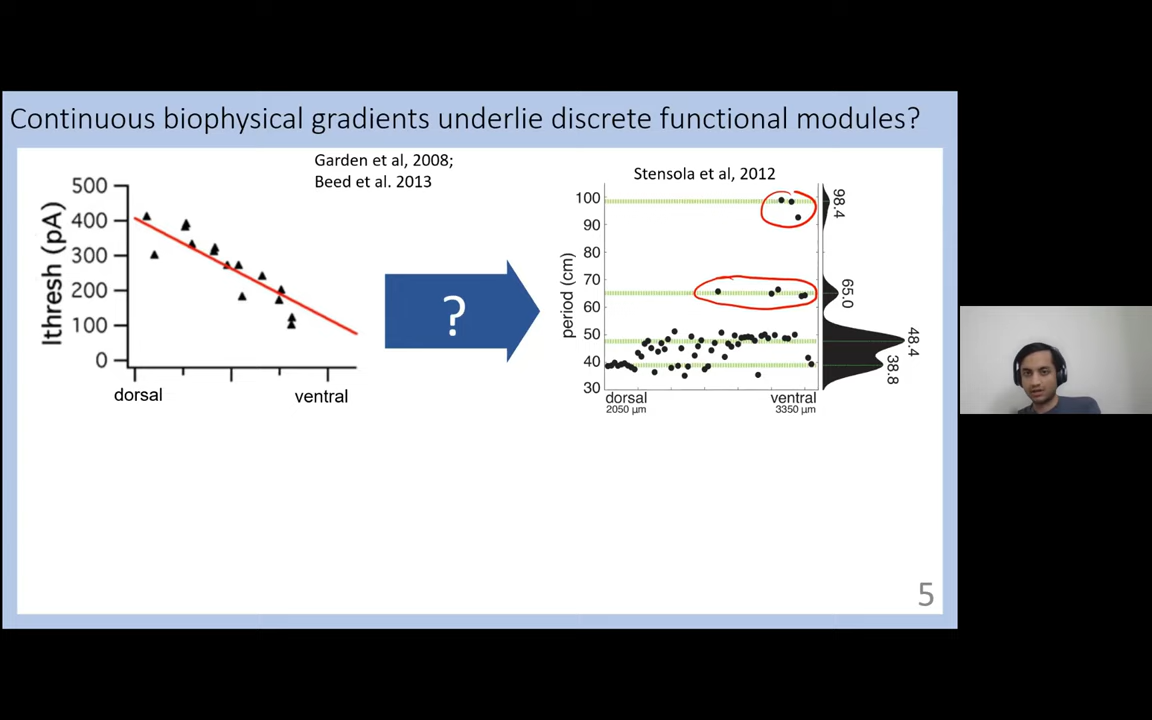 Continuous biophysical gradients underlie discrete functional modules?
Garden et al, 2008;
Beed et al. 2013
Ithresh (pA)
500
400
300
200
100
0
dorsal
ventral
?
Stensola et al, 2012
period (cm)
100
90
80
70
60
50
40
30
dorsal
2050 μm
ventral
3350 μm
98.4
65.0
48.4
38.8
5